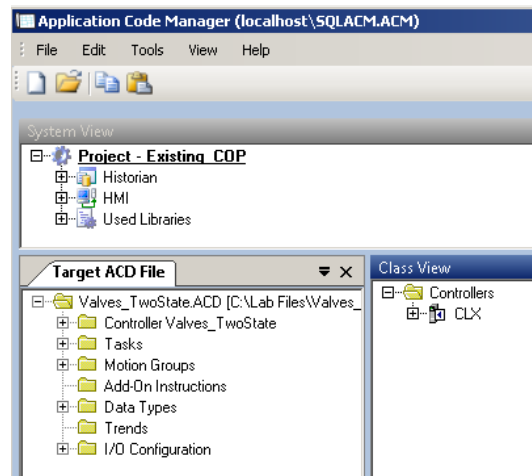 Application Code Manager (localhost\SQLACM.ACM)
File Edit Tools View Help
System View
Project - Existing_COP
Historian
HMI
Used Libraries
Target ACD File
Valves_TwoState.ACD [C:\Lab Files\Valves_
Controller Valves_TwoState
Tasks
Motion Groups
Add-On Instructions
Data Types
Trends
I/O Configuration
Class View
Controllers
CLX